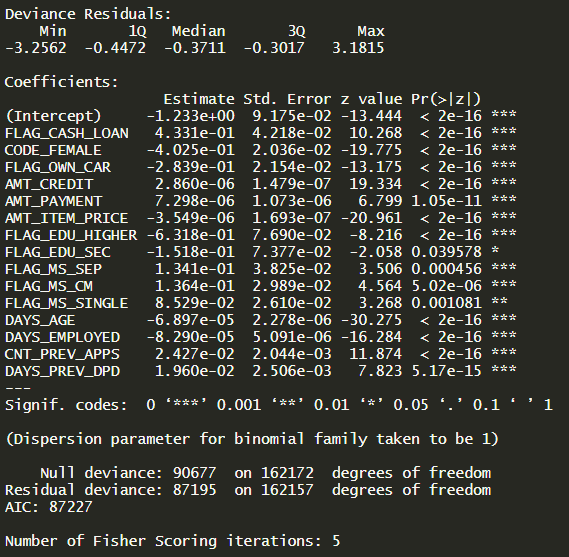 Deviance Residuals:
    Min      1Q  Median      3Q     Max
-3.2562 -0.4472 -0.3711 -0.3017  3.1815

Coefficients:
                  Estimate Std. Error z value Pr(>|z|)
(Intercept)     -1.233e+00  9.175e-02 -13.444  < 2e-16 ***
FLAG_CASH_LOAN   4.331e-01  4.218e-02  10.268  < 2e-16 ***
CODE_FEMALE     -4.025e-01  2.036e-02 -19.775  < 2e-16 ***
FLAG_OWN_CAR    -2.839e-01  2.154e-02 -13.175  < 2e-16 ***
AMT_CREDIT       2.860e-06  1.479e-07  19.334  < 2e-16 ***
AMT_PAYMENT      7.298e-06  1.073e-06   6.799 1.05e-11 ***
AMT_ITEM_PRICE  -3.549e-06  1.693e-07 -20.961  < 2e-16 ***
FLAG_EDU_HIGHER -6.318e-01  7.690e-02  -8.216  < 2e-16 ***
FLAG_EDU_SEC    -1.518e-01  7.377e-02  -2.058 0.039578 *
FLAG_MS_SEP      1.341e-01  3.825e-02   3.506 0.000456 ***
FLAG_MS_CM       1.364e-01  2.989e-02   4.564 5.02e-06 ***
FLAG_MS_SINGLE   8.529e-02  2.610e-02   3.268 0.001081 **
DAYS_AGE        -6.897e-05  2.278e-06 -30.275  < 2e-16 ***
DAYS_EMPLOYED   -8.290e-05  5.091e-06 -16.284  < 2e-16 ***
CNT_PREV_APPS    2.427e-02  2.044e-03  11.874  < 2e-16 ***
DAYS_PREV_DPD    1.960e-02  2.506e-03   7.823 5.17e-15 ***
---
Signif. codes:  0 ‘***’ 0.001 ‘**’ 0.01 ‘*’ 0.05 ‘.’ 0.1 ‘ ’ 1

(Dispersion parameter for binomial family taken to be 1)

    Null deviance: 90677  on 162172  degrees of freedom
Residual deviance: 87195  on 162157  degrees of freedom
AIC: 87227

Number of Fisher Scoring iterations: 5